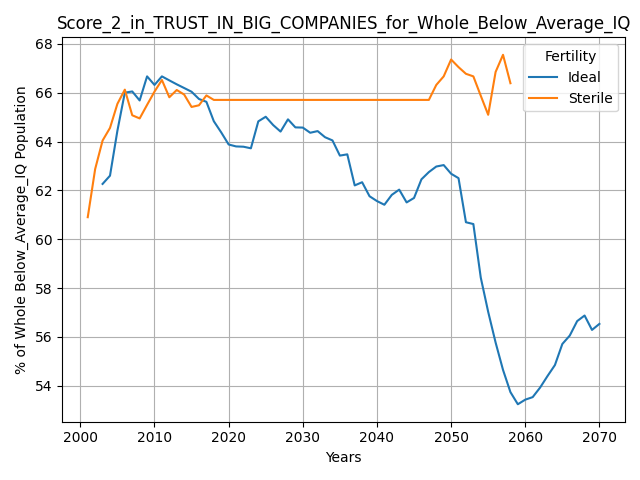 Score_2_in_TRUST_IN_BIG_COMPANIES_for_Whole_Below_Average_IQ
% of Whole Below_Average_IQ Population
68
66
64
62
60
58
56
54
Fertility
Ideal
Sterile
2000 2010 2020 2030 2040 2050 2060 2070
Years